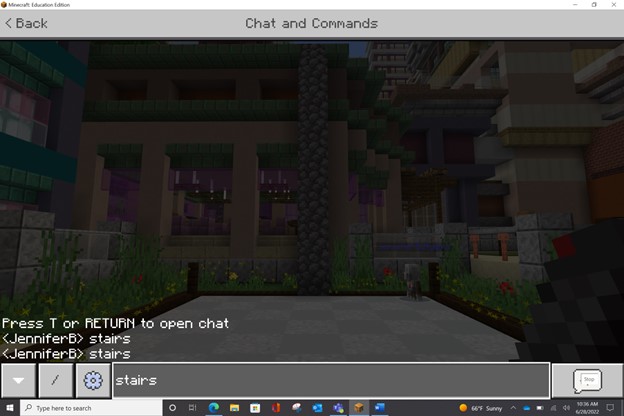 Minecraft: Education Edition
< Back
Chat and Commands
Press T or RETURN to open chat
<JenniferB> stairs
<JenniferB> stairs
/
stairs
Stop
Type here to search
66°F Sunny
10:36 AM
6/28/2022